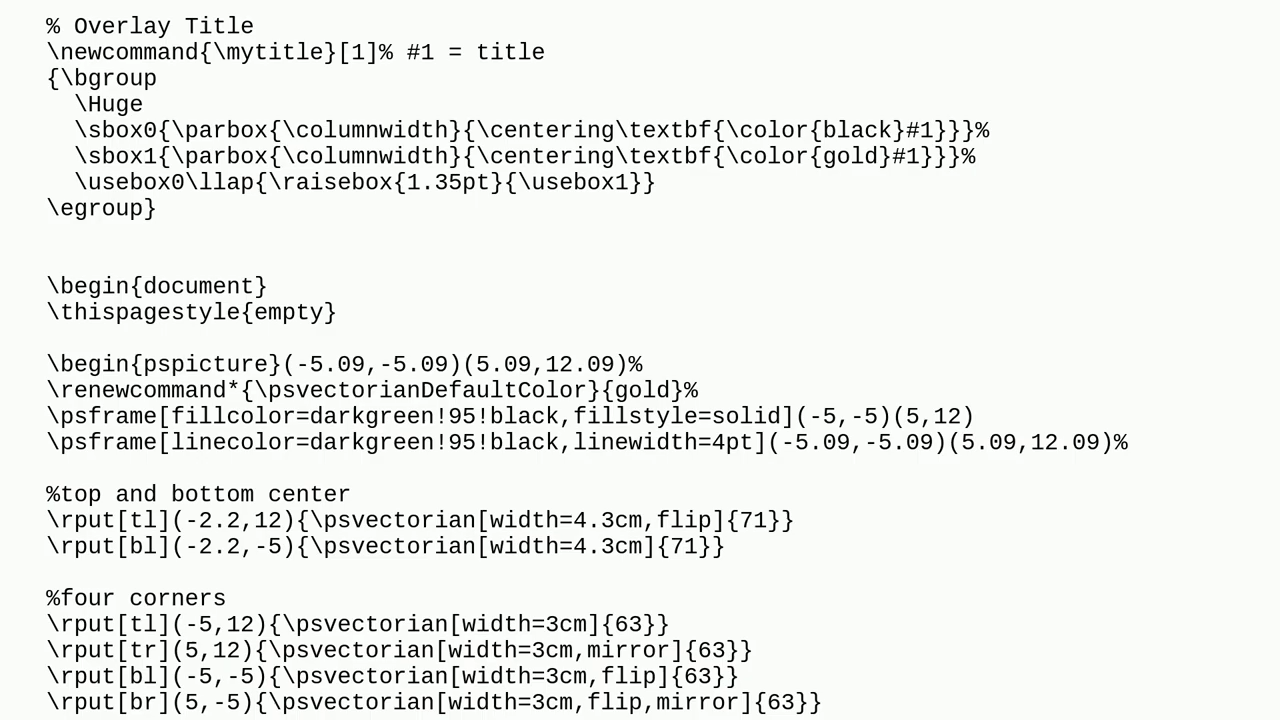 % Overlay Title
\newcommand{\mytitle}[1]% #1 = title
{\bgroup
  \Huge
  \sbox0{\parbox{\columnwidth}{\centering\textbf{\color{black}#1}}}%
  \sbox1{\parbox{\columnwidth}{\centering\textbf{\color{gold}#1}}}%
  \usebox0\llap{\raisebox{1.35pt}{\usebox1}}
\egroup}
\begin{document}
\thispagestyle{empty}
\begin{pspicture}(-5.09,-5.09)(5.09,12.09)%
\renewcommand*{\psvectorianDefaultColor}{gold}%
\psframe[fillcolor=darkgreen!95!black,fillstyle=solid](-5,-5)(5,12)
\psframe[linecolor=darkgreen!95!black,linewidth=4pt](-5.09,-5.09)(5.09,12.09)%
%top and bottom center
\rput[tl](-2.2,12){\psvectorian[width=4.3cm,flip]{71}}
\rput[bl](-2.2,-5){\psvectorian[width=4.3cm]{71}}
%four corners
\rput[tl](-5,12){\psvectorian[width=3cm]{63}}
\rput[tr](5,12){\psvectorian[width=3cm,mirror]{63}}
\rput[bl](-5,-5){\psvectorian[width=3cm,flip]{63}}
\rput[br](5,-5){\psvectorian[width=3cm,flip,mirror]{63}}